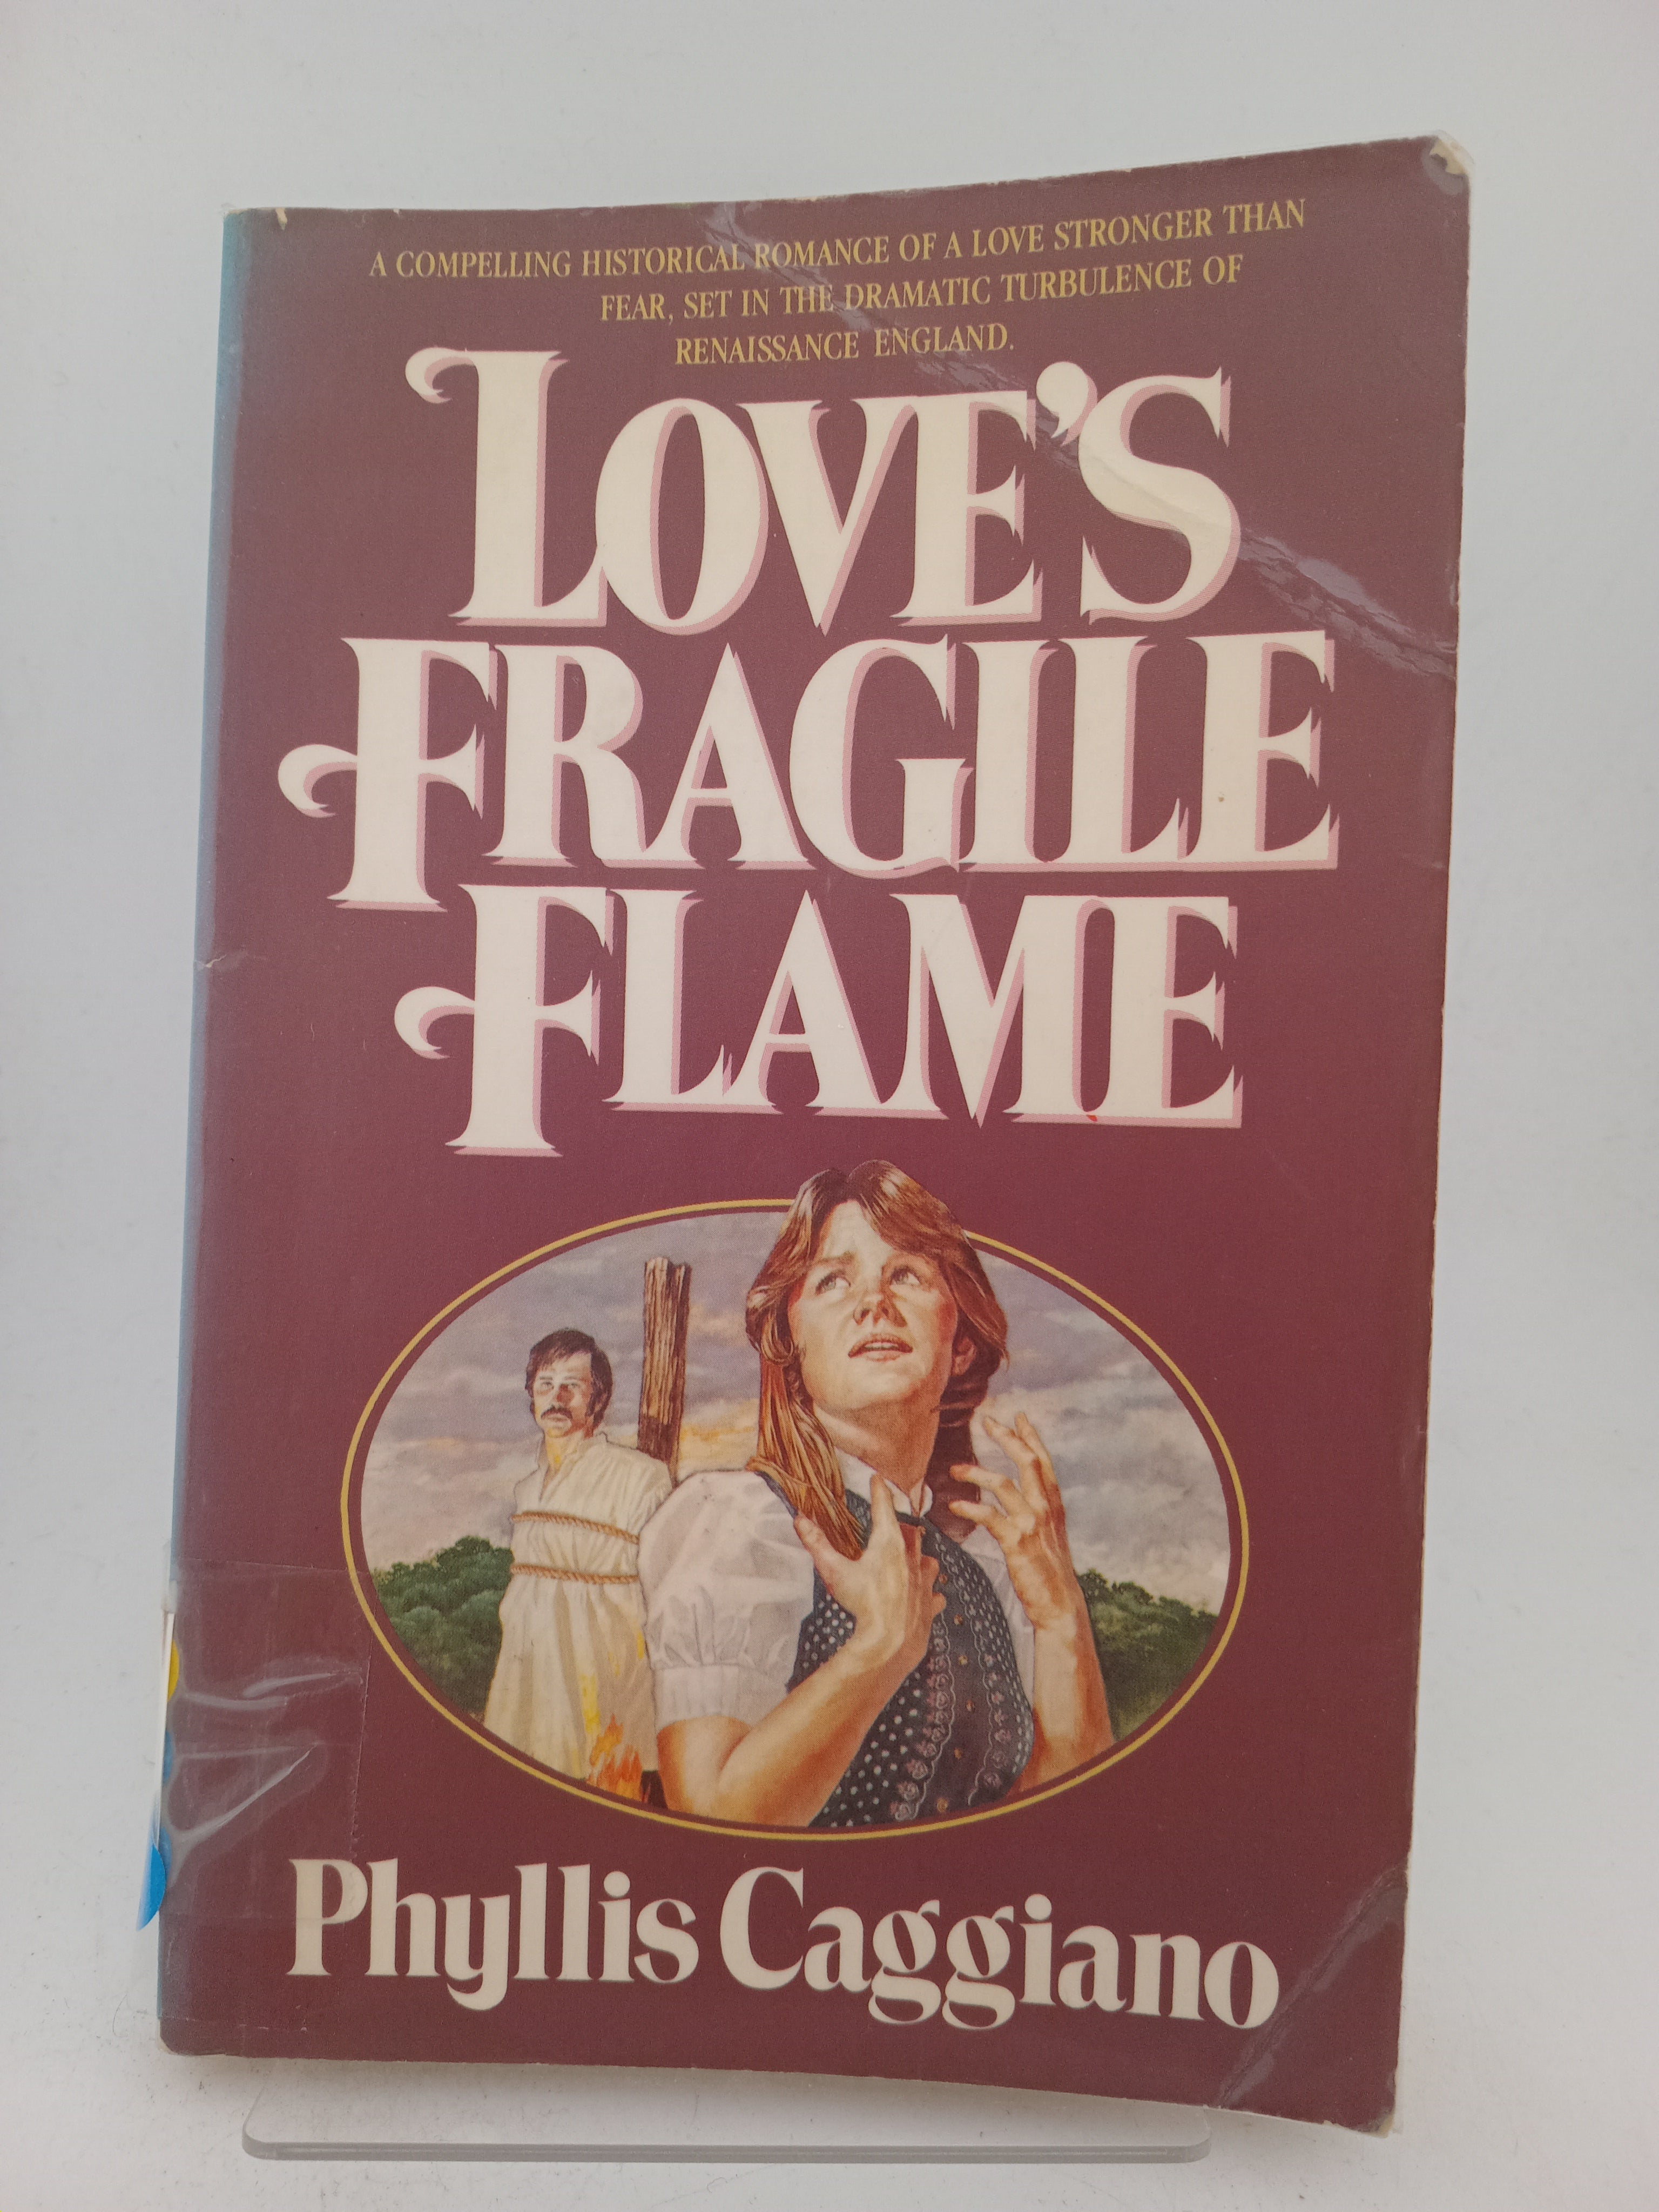 A COMPELLING HISTORICAL ROMANCE OF A LOVE STRONGER THAN
FEAR, SET IN THE DRAMATIC TURBULENCE OF
RENAISSANCE ENGLAND.
LOVE'S
FRAGILE
FLAME
Phyllis Caggiano